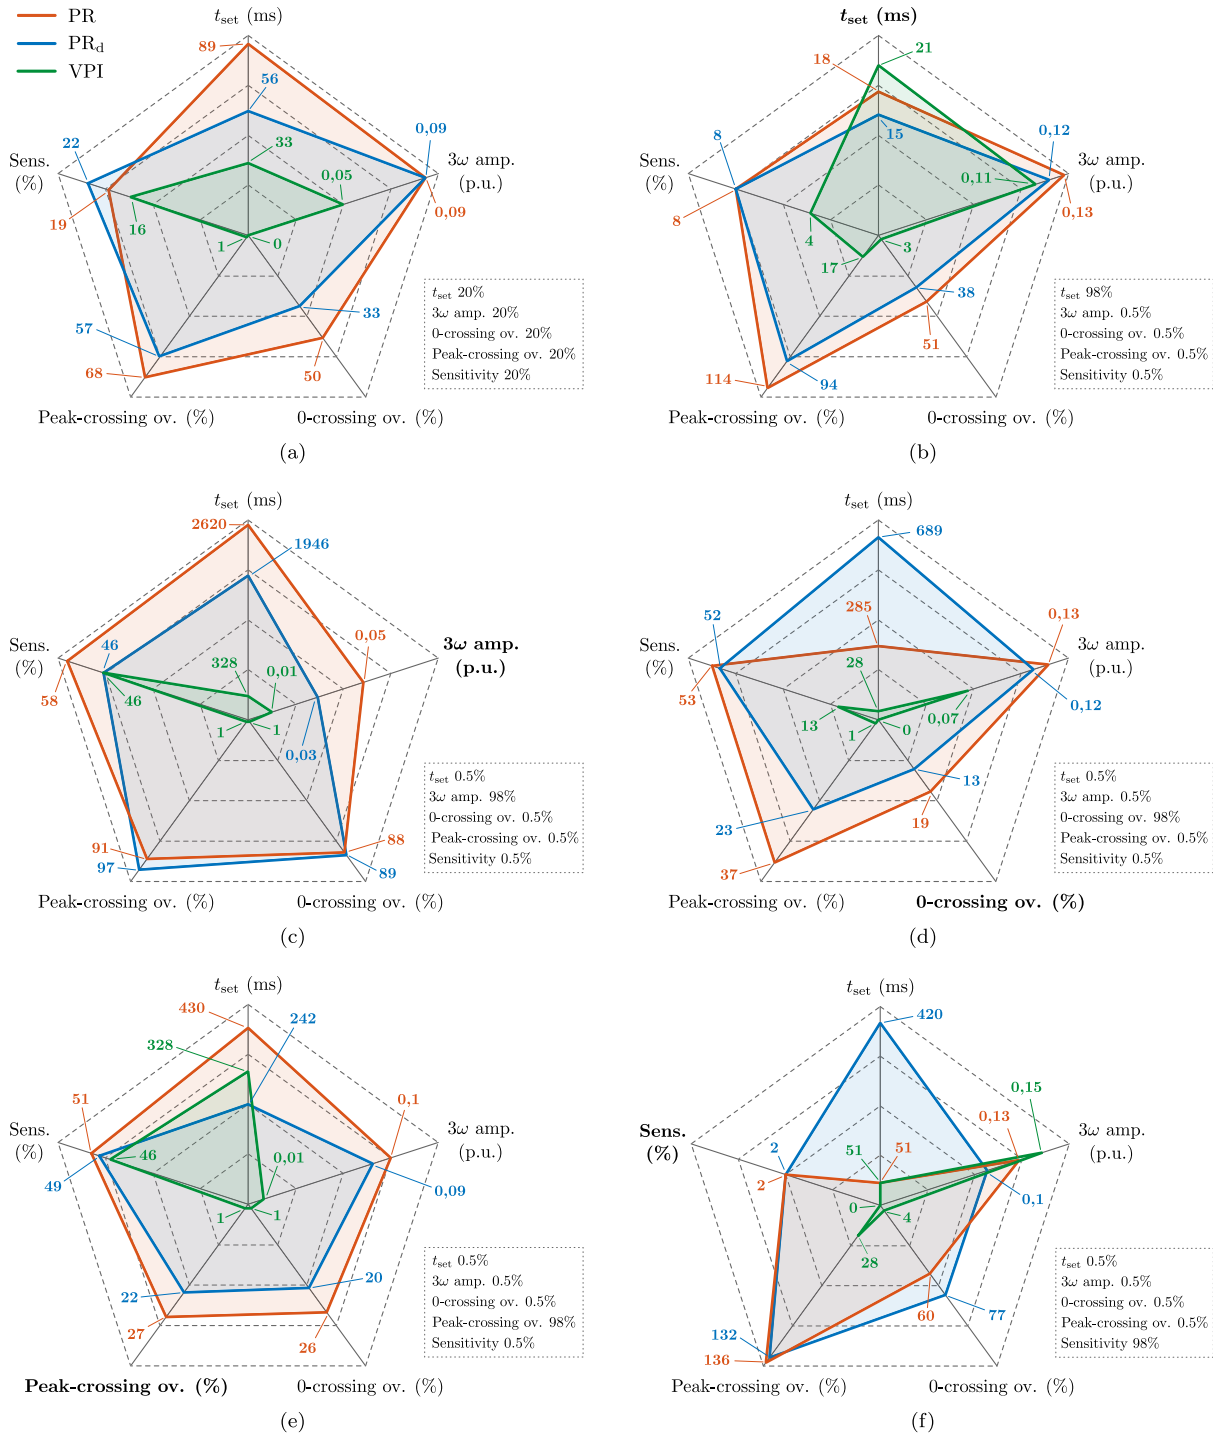 PR
PR_d
VPI
t_set (ms)
89
56
22
0,09
Sens.
(%)
33
0,05
3ω amp.
(p.u.)
19
16
0,09
1
0
57
33
68
50
t_set 20%
3ω amp. 20%
0-crossing ov. 20%
Peak-crossing ov. 20%
Sensitivity 20%
Peak-crossing ov. (%)
0-crossing ov. (%)
(a)
t_set (ms)
21
18
8
15
0,12
Sens.
(%)
3ω amp.
(p.u.)
0,11
8
0,13
4
3
17
38
51
114
94
t_set 98%
3ω amp. 0.5%
0-crossing ov. 0.5%
Peak-crossing ov. 0.5%
Sensitivity 0.5%
Peak-crossing ov. (%)
0-crossing ov. (%)
(b)
t_set (ms)
2620
1946
Sens.
(%)
46
0,05
3ω amp.
(p.u.)
328
0,01
58
46
1
1
0,03
91
88
97
89
t_set 0.5%
3ω amp. 98%
0-crossing ov. 0.5%
Peak-crossing ov. 0.5%
Sensitivity 0.5%
Peak-crossing ov. (%)
0-crossing ov. (%)
(c)
t_set (ms)
689
285
0,13
Sens.
(%)
52
3ω amp.
(p.u.)
28
53
0,12
13
0,07
1
0
13
23
19
37
t_set 0.5%
3ω amp. 0.5%
0-crossing ov. 98%
Peak-crossing ov. 0.5%
Sensitivity 0.5%
Peak-crossing ov. (%)
0-crossing ov. (%)
(d)
t_set (ms)
430
242
328
51
0,1
Sens.
(%)
3ω amp.
(p.u.)
46
0,01
49
0,09
1
1
22
20
27
26
t_set 0.5%
3ω amp. 0.5%
0-crossing ov. 0.5%
Peak-crossing ov. 98%
Sensitivity 0.5%
Peak-crossing ov. (%)
0-crossing ov. (%)
(e)
t_set (ms)
420
0,15
0,13
Sens.
(%)
3ω amp.
(p.u.)
2
51
51
2
0,1
0
4
28
60
77
132
136
t_set 0.5%
3ω amp. 0.5%
0-crossing ov. 0.5%
Peak-crossing ov. 0.5%
Sensitivity 98%
Peak-crossing ov. (%)
0-crossing ov. (%)
(f)